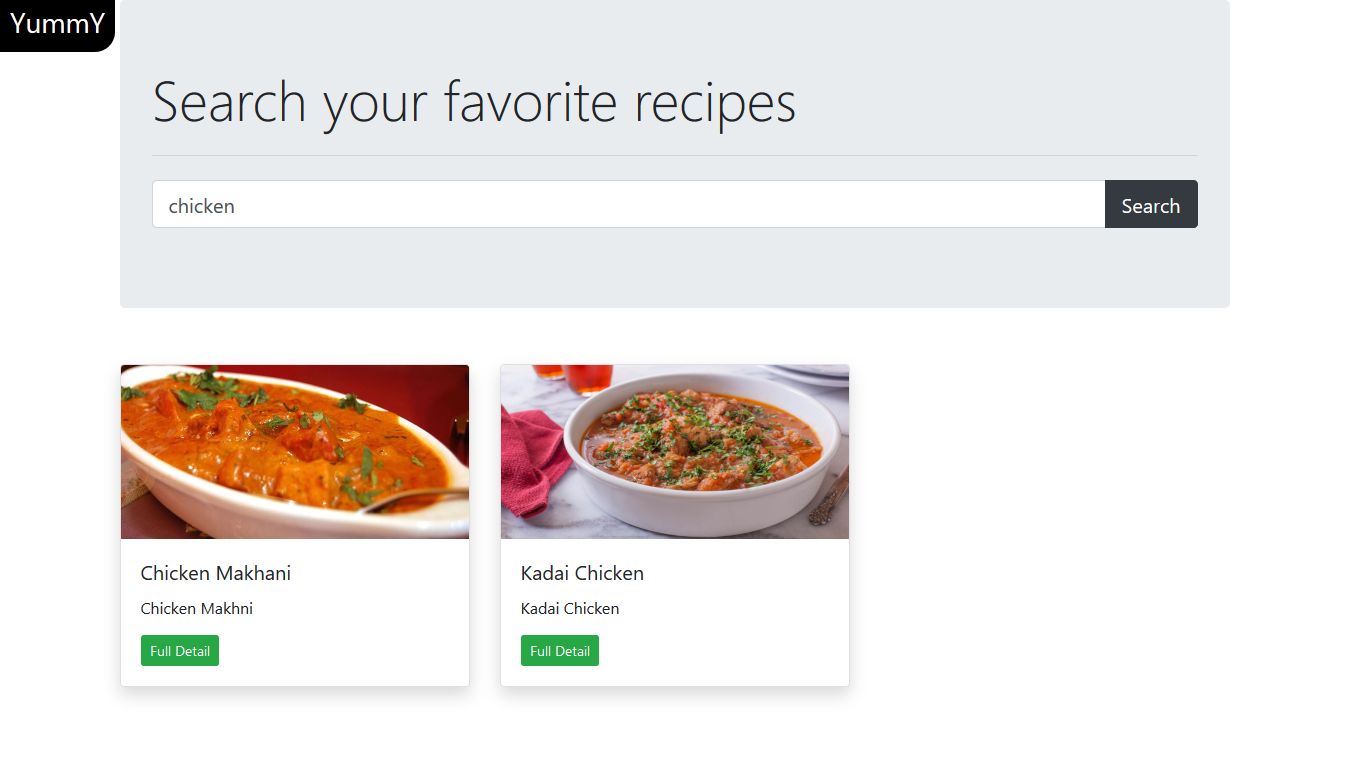 YummY
Search your favorite recipes
chicken
Search
Chicken Makhani
Chicken Makhni
Full Detail
Kadai Chicken
Kadai Chicken
Full Detail